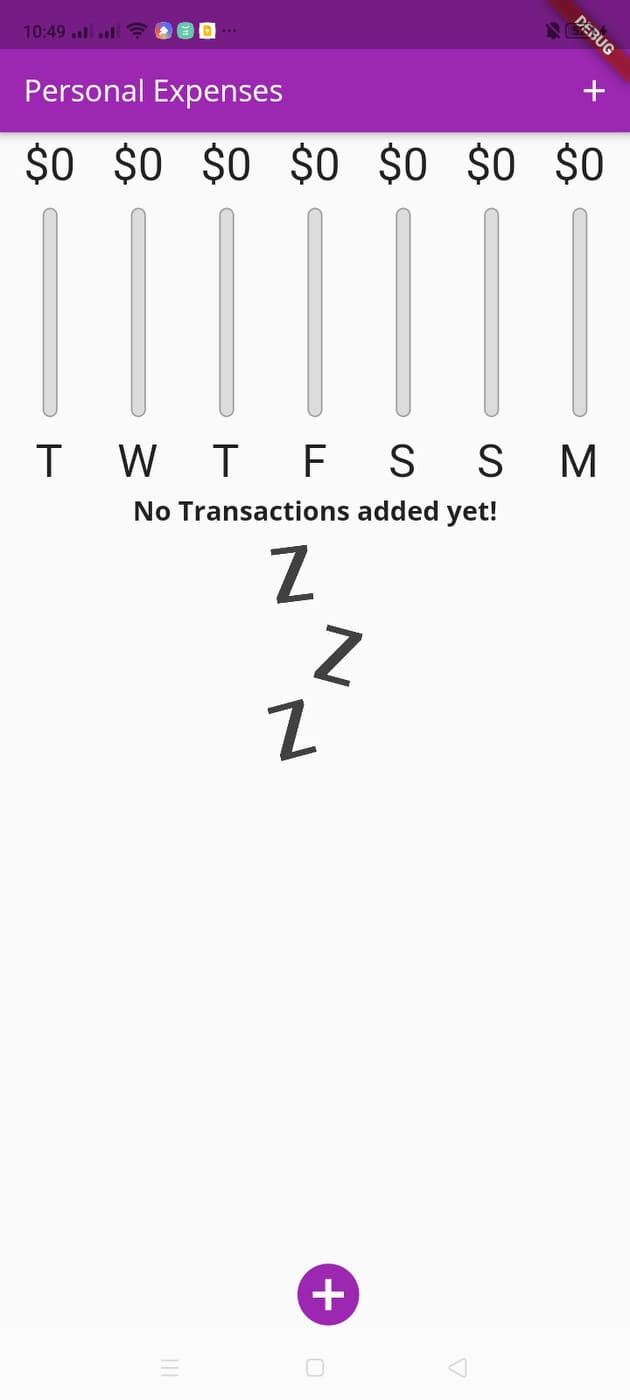 10:49
DEBUG
Personal Expenses +
$0 $0 $0 $0 $0 $0 $0
T W T F S S M
No Transactions added yet!
Z
Z
Z
+